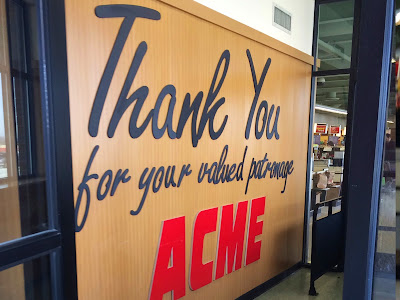 Thank You
for your valued patronage
ACME